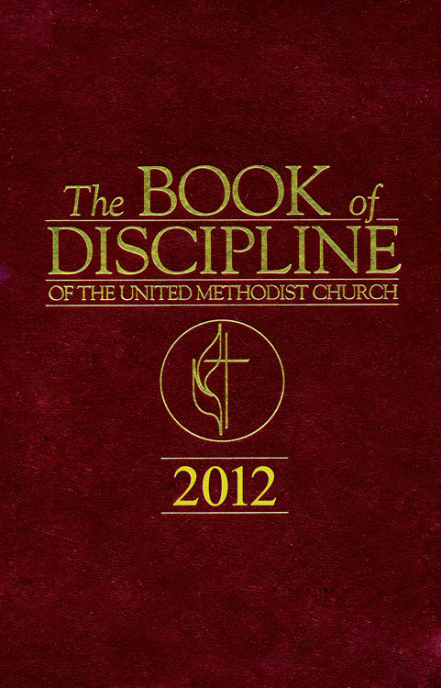 The BOOK of
DISCIPLINE
OF THE UNITED METHODIST CHURCH
2012